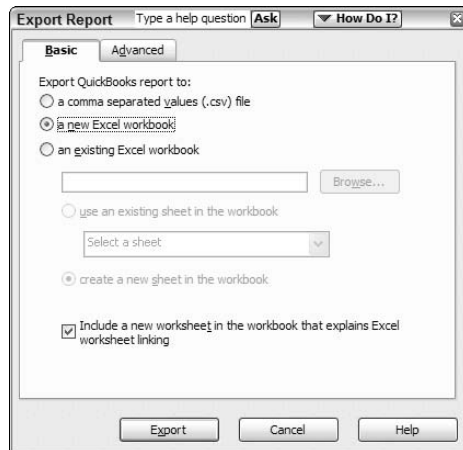 Export Report Type a help question Ask How Do I?
Basic Advanced
Export QuickBooks report to:
a comma separated values (.csv) file
a new Excel workbook
an existing Excel workbook
Browse...
use an existing sheet in the workbook
Select a sheet
create a new sheet in the workbook
Include a new worksheet in the workbook that explains Excel
worksheet linking
Export Cancel Help